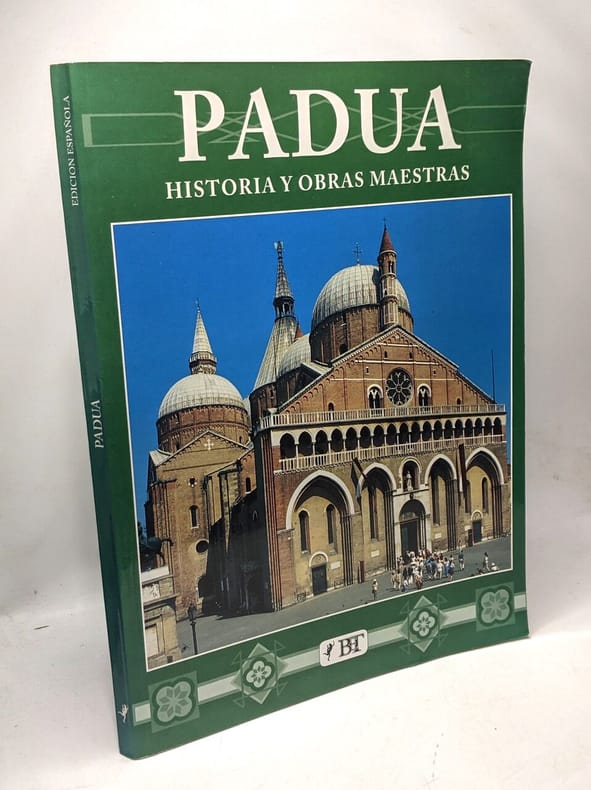 PADUA
HISTORIA Y OBRAS MAESTRAS
BT
EDICION ESPAÑOLA
PADUA